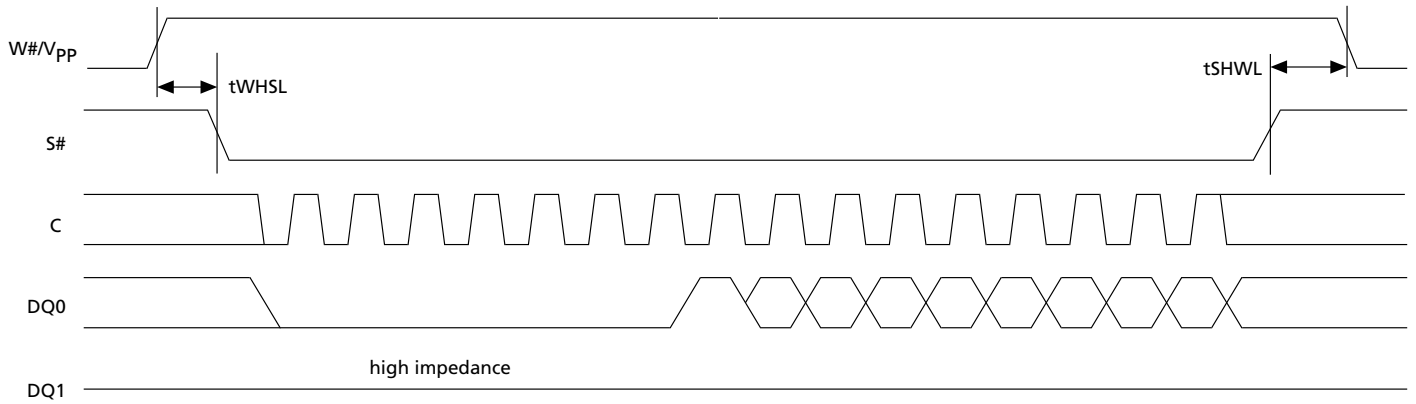 W#/VPP
tWHSL
tSHWL
S#
C
DQ0
high impedance
DQ1